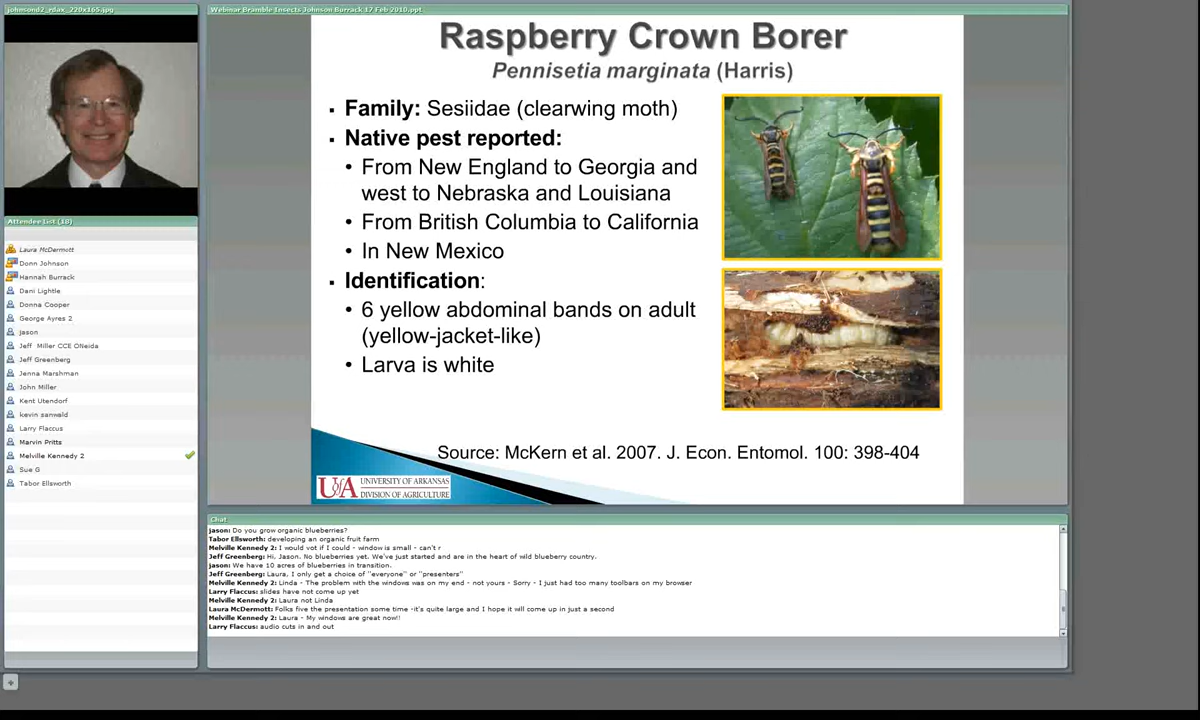 johnsond2_rdax_220x165.jpg
Attendee List (18)
Laura McDermott
Donn Johnson
Hannah Burrack
Dani Lightle
Donna Cooper
George Ayres 2
jason
Jeff Miller CCE ONeida
Jeff Greenberg
Jenna Marshman
John Miller
Kent Utendorf
kevin sanwald
Larry Flaccus
Marvin Pritts
Melville Kennedy 2
Sue G
Tabor Ellsworth
Webinar Bramble Insects Johnson Burrack 17 Feb 2010.ppt
Raspberry Crown Borer
Pennisetia marginata (Harris)
▪ Family: Sesiidae (clearwing moth)
▪ Native pest reported:
• From New England to Georgia and
west to Nebraska and Louisiana
• From British Columbia to California
• In New Mexico
▪ Identification:
• 6 yellow abdominal bands on adult
(yellow-jacket-like)
• Larva is white
Source: McKern et al. 2007. J. Econ. Entomol. 100: 398-404
UofA UNIVERSITY OF ARKANSAS
DIVISION OF AGRICULTURE
Chat
jason: Do you grow organic blueberries?
Tabor Ellsworth: developing an organic fruit farm
Melville Kennedy 2: I would vot if I could - window is small - can't r
Jeff Greenberg: Hi, Jason. No blueberries yet. We've just started and are in the heart of wild blueberry country.
jason: We have 10 acres of blueberries in transition.
Jeff Greenberg: Laura, I only get a choice of "everyone" or "presenters"
Melville Kennedy 2: Linda - The problem with the windows was on my end - not yours - Sorry - I just had too many toolbars on my browser
Larry Flaccus: slides have not come up yet
Melville Kennedy 2: Laura not Linda
Laura McDermott: Folks five the presentation some time -it's quite large and I hope it will come up in just a second
Melville Kennedy 2: Laura - My windows are great now!!
Larry Flaccus: audio cuts in and out